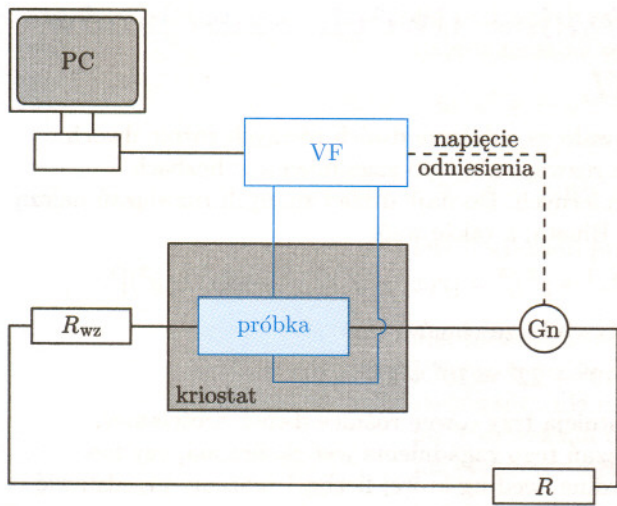 PC
VF
napięcie
odniesienia
R_wz
próbka
Gn
kriostat
R